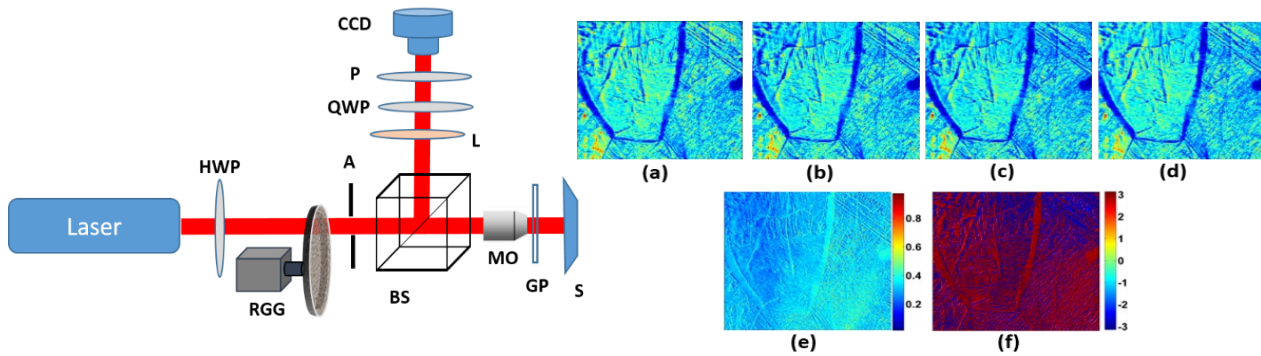 CCD
P
QWP
L
HWP
A
Laser
RGG
BS
MO
GP
S
(a)
(b)
(c)
(d)
0.8
0.6
0.4
0.2
(e)
3
2
1
0
-1
-2
-3
(f)